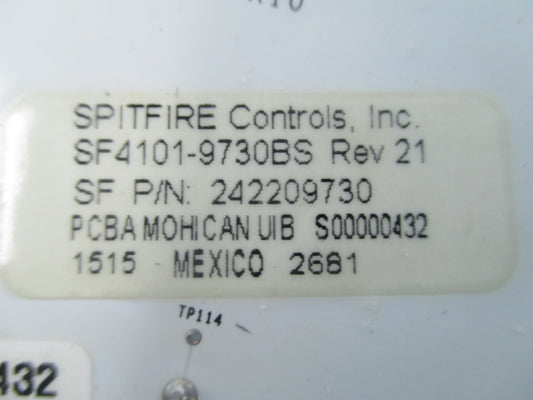 SPITFIRE Controls, Inc.
SF4101-9730BS Rev 21
SF P/N: 242209730
PCBA MOHICAN UIB S00000432
1515 MEXICO 2681
TP114
432